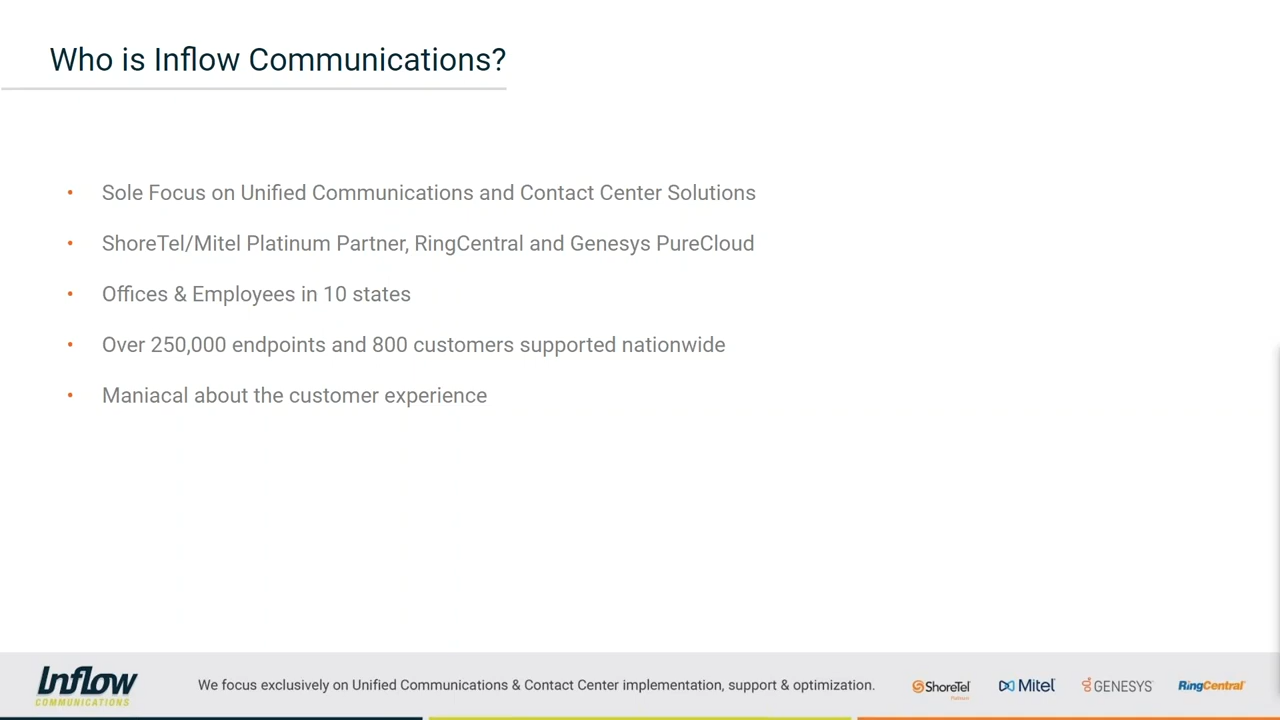 Who is Inflow Communications?
• Sole Focus on Unified Communications and Contact Center Solutions
• ShoreTel/Mitel Platinum Partner, RingCentral and Genesys PureCloud
• Offices & Employees in 10 states
• Over 250,000 endpoints and 800 customers supported nationwide
• Maniacal about the customer experience
Inflow
COMMUNICATIONS
We focus exclusively on Unified Communications & Contact Center implementation, support & optimization.
ShoreTel
Mitel
GENESYS
RingCentral